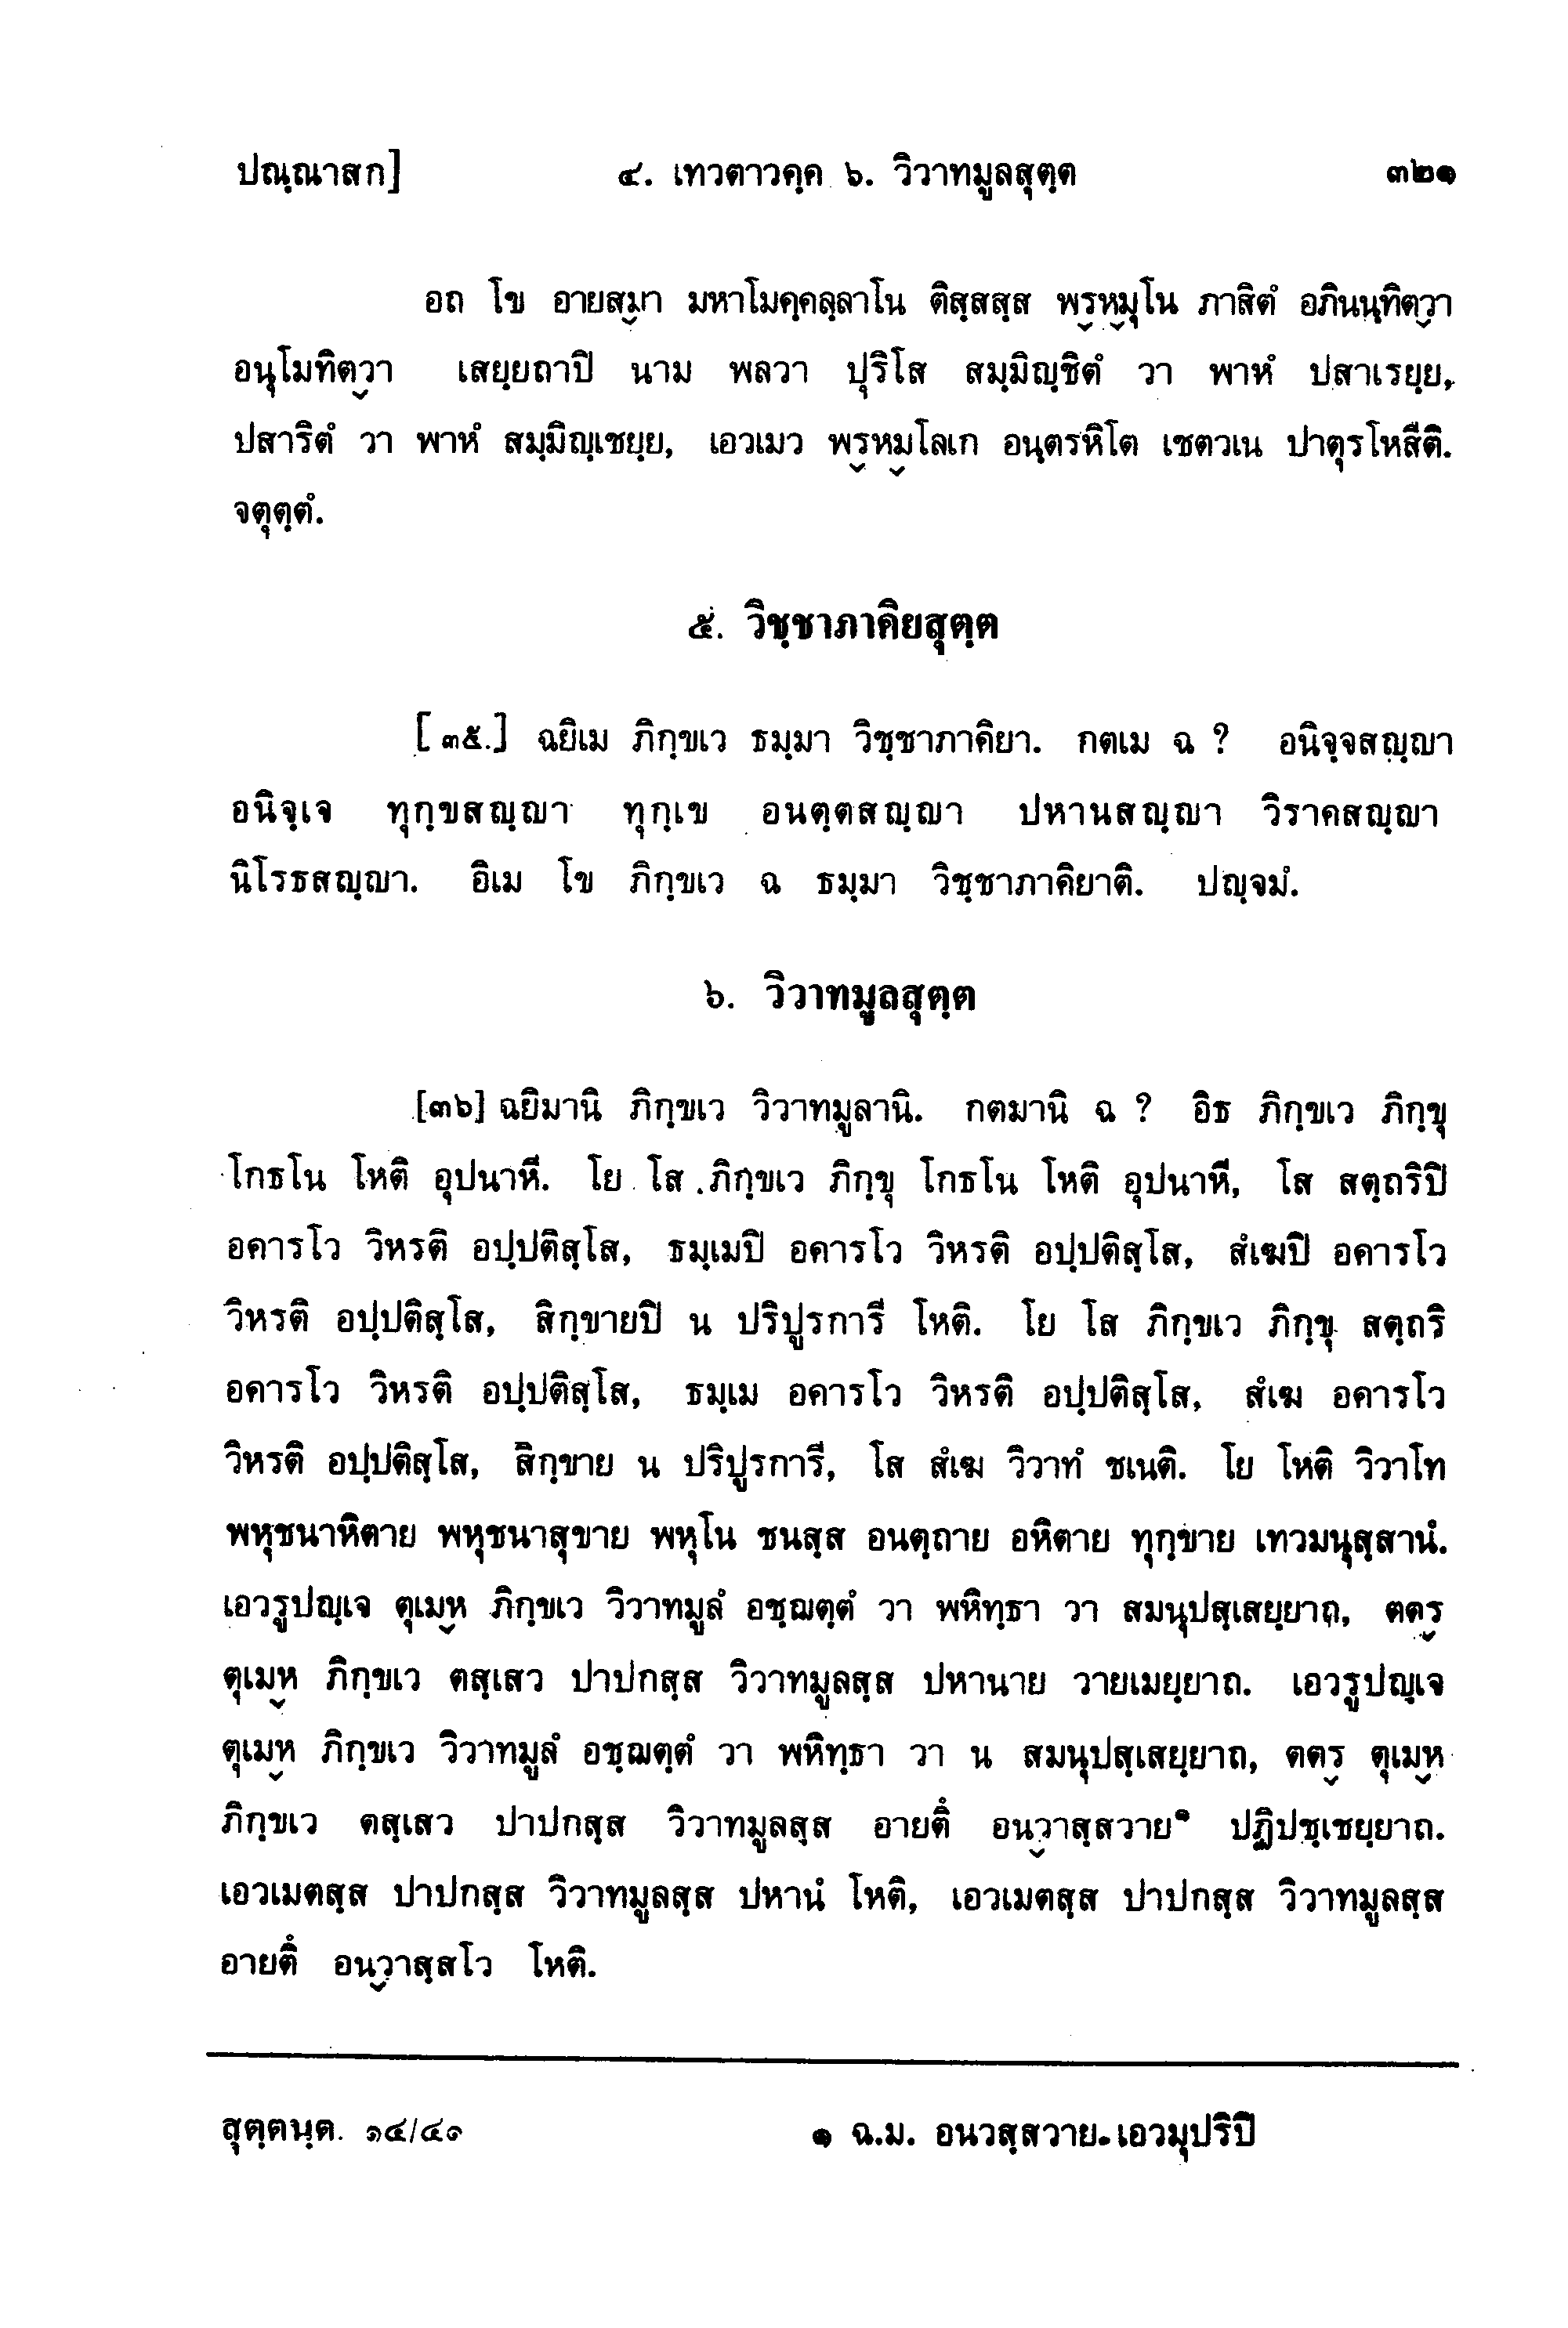 ปณฺณาสก] ๔. เทวตาวคฺค ๖. วิวาทมูลสุตฺต ๓๒๑
อถ โข อายสฺมา มหาโมคฺคลฺลาโน ติสฺสสฺส พฺรหฺมุโน ภาสิตํ อภินนฺทิตฺวา
อนุโมทิตฺวา เสยฺยถาปิ นาม พลวา ปุริโส สมฺมิญฺชิตํ วา พาหํ ปสาเรยฺย,
ปสาริตํ วา พาหํ สมฺมิญฺเชยฺย, เอวเมว พฺรหฺมโลเก อนฺตรหิโต เชตวเน ปาตุรโหสีติ.
จตุตฺตํ.
๕. วิชฺชาภาคิยสุตฺต
[๓๕.] ฉยิเม ภิกฺขเว ธมฺมา วิชฺชาภาคิยา. กตเม ฉ ? อนิจฺจสญฺญา
อนิจฺเจ ทุกฺขสญฺญา ทุกฺเข อนตฺตสญฺญา ปหานสญฺญา วิราคสญฺญา
นิโรธสญฺญา. อิเม โข ภิกฺขเว ฉ ธมฺมา วิชฺชาภาคิยาติ. ปญฺจมํ.
๖. วิวาทมูลสุตฺต
[๓๖] ฉยิมานิ ภิกฺขเว วิวาทมูลานิ. กตมานิ ฉ ? อิธ ภิกฺขเว ภิกฺขุ
โกธโน โหติ อุปนาหี. โย โส ภิกฺขเว ภิกฺขุ โกธโน โหติ อุปนาหี, โส สตฺถริปิ
อคารโว วิหรติ อปฺปติสฺโส, ธมฺเมปิ อคารโว วิหรติ อปฺปติสฺโส, สํเฆปิ อคารโว
วิหรติ อปฺปติสฺโส, สิกฺขายปิ น ปริปูรการี โหติ. โย โส ภิกฺขเว ภิกฺขุ สตฺถริ
อคารโว วิหรติ อปฺปติสฺโส, ธมฺเม อคารโว วิหรติ อปฺปติสฺโส, สํเฆ อคารโว
วิหรติ อปฺปติสฺโส, สิกฺขาย น ปริปูรการี, โส สํเฆ วิวาทํ ชเนติ. โย โหติ วิวาโท
พหุชนาหิตาย พหุชนาสุขาย พหุโน ชนสฺส อนตฺถาย อหิตาย ทุกฺขาย เทวมนุสฺสานํ.
เอวรูปญฺเจ ตุเมฺห ภิกฺขเว วิวาทมูลํ อชฺฌตฺตํ วา พหิทฺธา วา สมนุปสฺเสยฺยาถ, ตตฺร
ตุเมฺห ภิกฺขเว ตสฺเสว ปาปกสฺส วิวาทมูลสฺส ปหานาย วายเมยฺยาถ. เอวรูปญฺเจ
ตุเมฺห ภิกฺขเว วิวาทมูลํ อชฺฌตฺตํ วา พหิทฺธา วา น สมนุปสฺเสยฺยาถ, ตตฺร ตุเมฺห
ภิกฺขเว ตสฺเสว ปาปกสฺส วิวาทมูลสฺส อายตึ อนฺวาสฺสวาย๑ ปฏิปชฺเชยฺยาถ.
เอวเมตสฺส ปาปกสฺส วิวาทมูลสฺส ปหานํ โหติ, เอวเมตสฺส ปาปกสฺส วิวาทมูลสฺส
อายตึ อนฺวาสฺสโว โหติ.
สุตฺตนฺต. ๑๔/๔๑ ๑ ฉ.ม. อนวสฺสวาย. เอวมุปริปิ